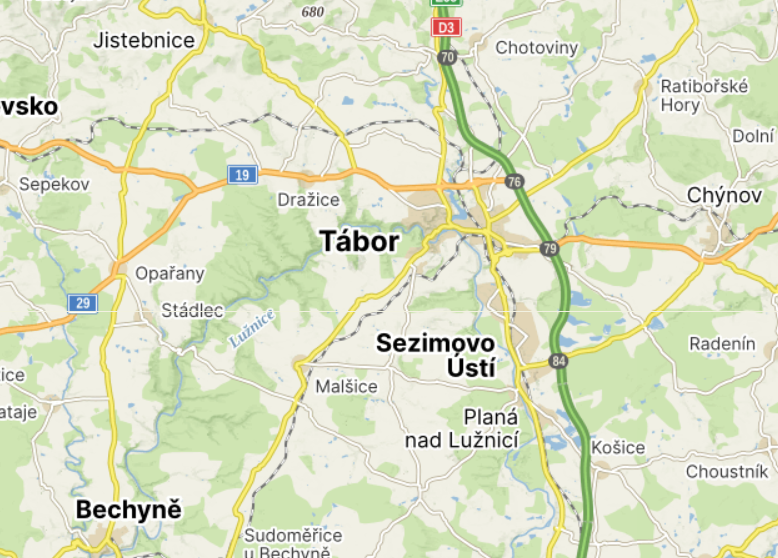 680
D3
Jistebnice
Chotoviny
70
Ratibořské
Hory
vsko
Dolní
19
76
Sepekov
Dražice
Chýnov
Tábor
79
Opařany
29
Stádlec
Lužnice
Sezimovo
Ústí
Radenín
84
Malšice
tice
ataje
Planá
nad Lužnicí
Košice
Choustník
Bechyně
Sudoměřice
u Bechyně